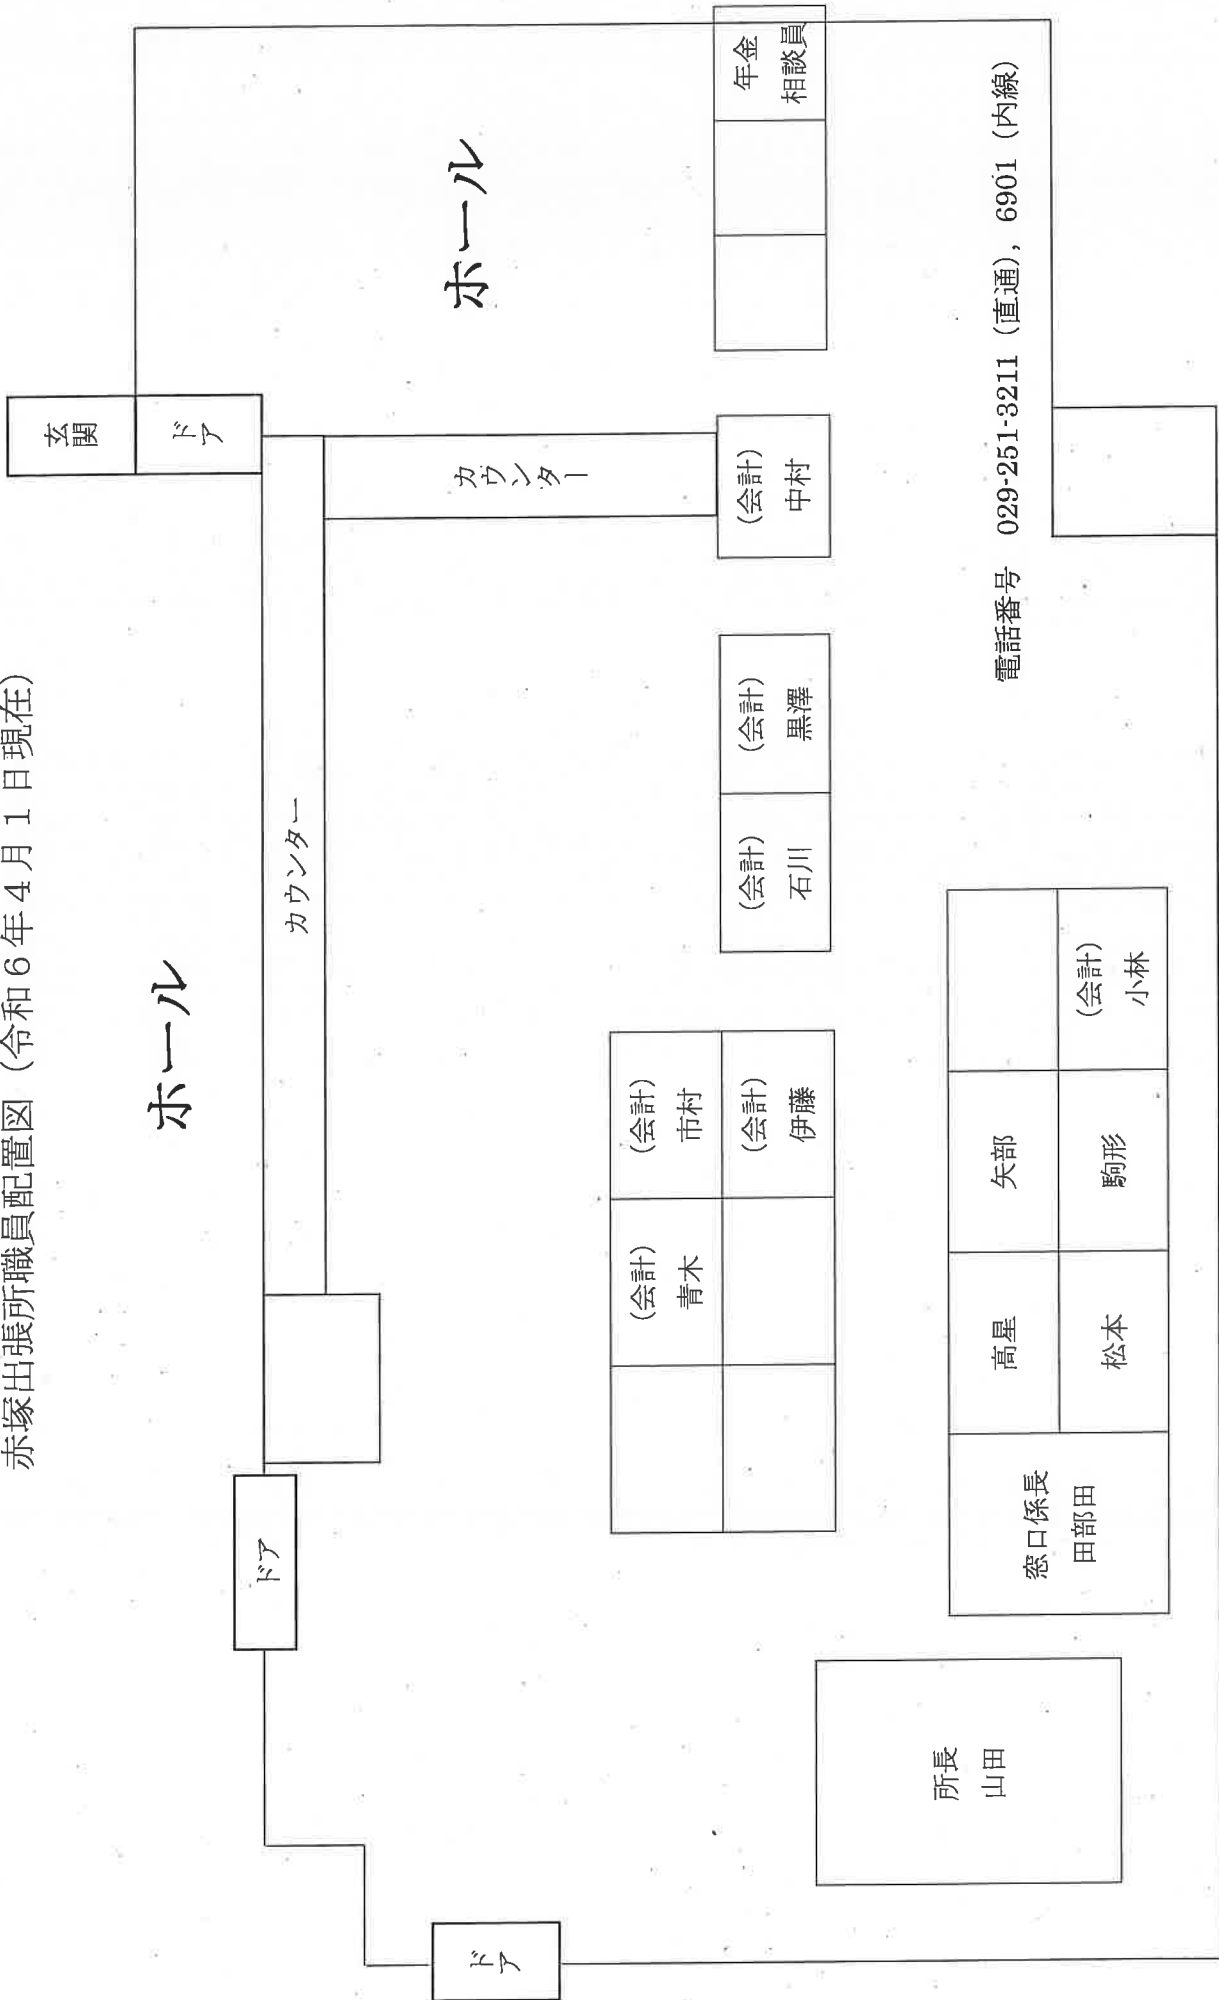 赤塚出張所職員配置図（令和６年４月１日現在）
玄関
ドア
ホール
ホール
カウンター
カウンター
ドア
ドア
年金
相談員
(会計)
中村
(会計)
黒澤
(会計)
石川
(会計)
市村
(会計)
青木
(会計)
伊藤
矢部
高星
(会計)
小林
駒形
松本
窓口係長
田部田
所長
山田
電話番号　029-251-3211（直通），6901（内線）